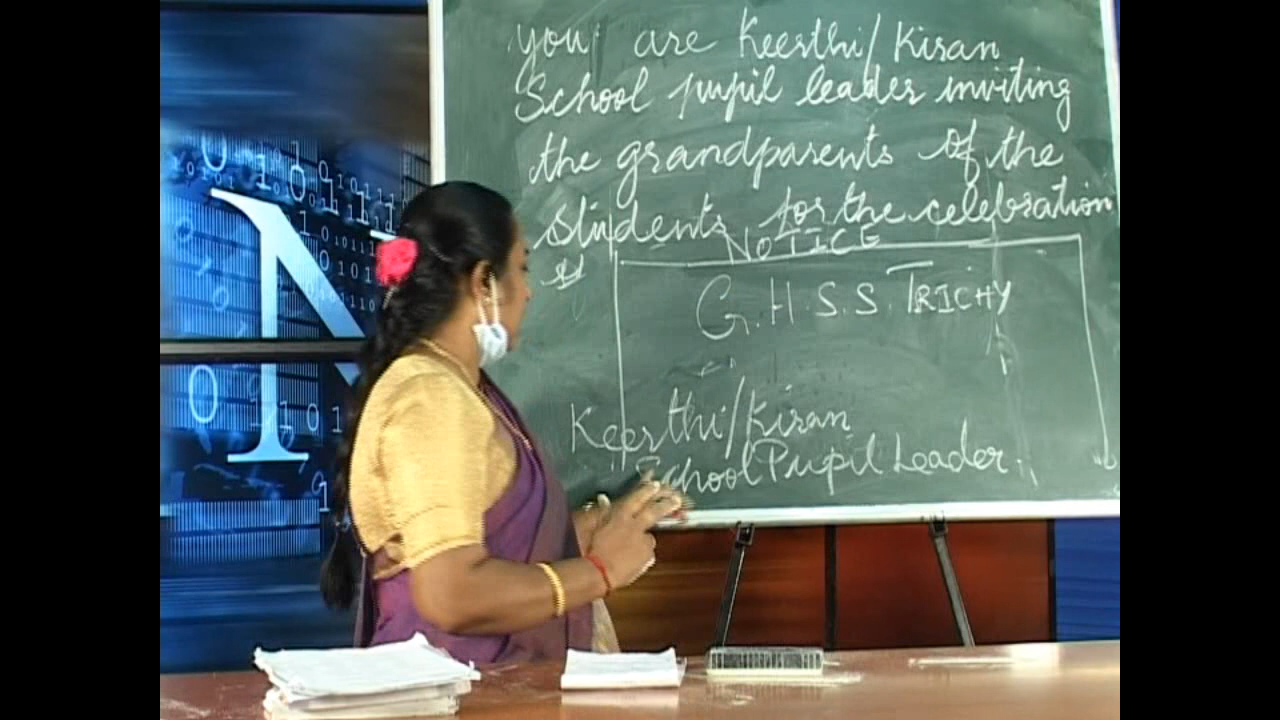 you are Keerthi/Kiran
School pupil leader inviting
the grandparents of the
students for the celebration
NOTICE
G.H.S.S. TRICHY
Keerthi/Kiran
School Pupil Leader.
N